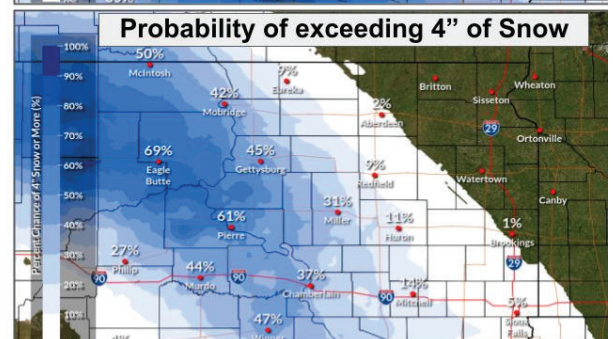 Probability of exceeding 4” of Snow
Percent Chance of 4" Snow or More (%)
100%
90%
80%
70%
60%
50%
40%
30%
20%
10%
50%
McIntosh
9%
Eureka
Britton
Wheaton
42%
Mobridge
2%
Aberdeen
Sisseton
29
Ortonville
69%
Eagle
Butte
45%
Gettysburg
9%
Redfield
Watertown
Canby
61%
Pierre
31%
Miller
11%
Huron
1%
Brookings
27%
Philip
90
44%
Murdo
90
37%
Chamberlain
90
14%
Mitchell
29
5%
Sioux
Falls
47%